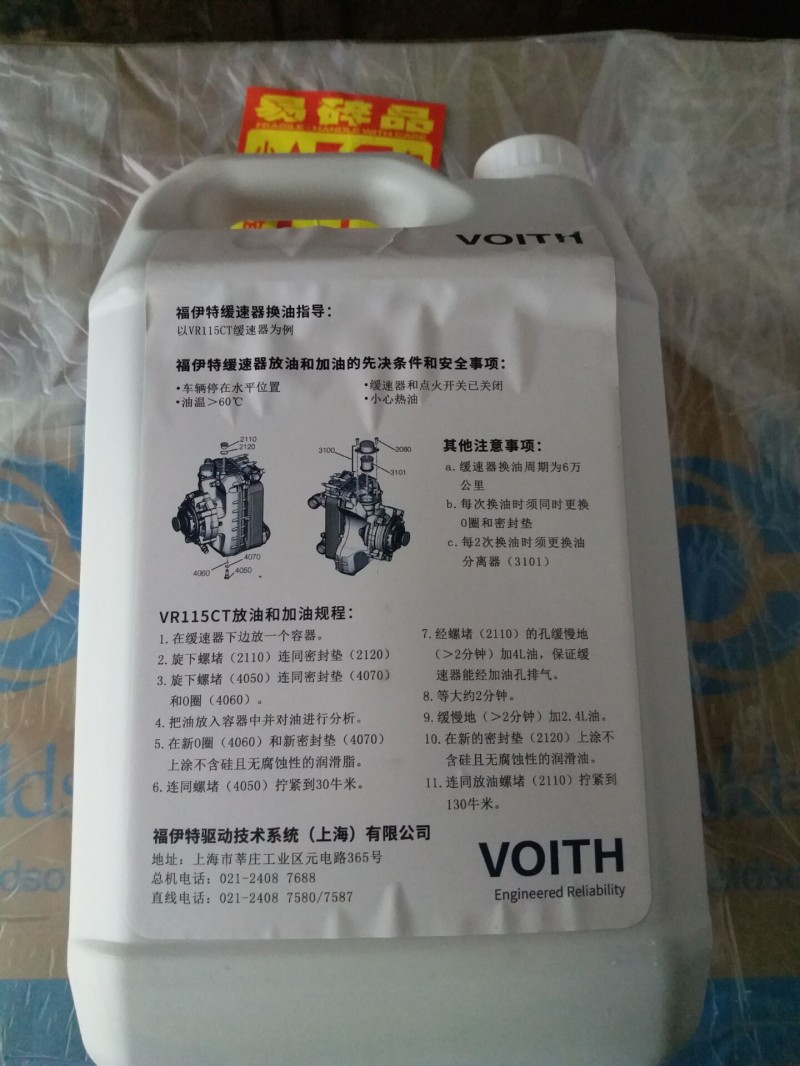 易碎品
FRAGILE HANDLE WITH CARE
小
VOITH
福伊特缓速器换油指导：
以VR115CT缓速器为例
福伊特缓速器放油和加油的先决条件和安全事项：
•车辆停在水平位置
•油温＞60℃
•缓速器和点火开关已关闭
•小心热油
2110
2120
4070
4060
4050
3100
2080
3101
其他注意事项：
a. 缓速器换油周期为6万
公里
b. 每次换油时须同时更换
O圈和密封垫
c. 每2次换油时须更换油
分离器（3101）
VR115CT放油和加油规程：
1. 在缓速器下边放一个容器。
2. 旋下螺堵（2110）连同密封垫（2120）
3. 旋下螺堵（4050）连同密封垫（4070）
和O圈（4060）。
4. 把油放入容器中并对油进行分析。
5. 在新O圈（4060）和新密封垫（4070）
上涂不含硅且无腐蚀性的润滑脂。
6. 连同螺堵（4050）拧紧到30牛米。
7. 经螺堵（2110）的孔缓慢地
（＞2分钟）加4L油，保证缓
速器能经加油孔排气。
8. 等大约2分钟。
9. 缓慢地（＞2分钟）加2.4L油。
10. 在新的密封垫（2120）上涂不
含硅且无腐蚀性的润滑油。
11. 连同放油螺堵（2110）拧紧到
130牛米。
福伊特驱动技术系统（上海）有限公司
地址：上海市莘庄工业区元电路365号
总机电话：021-2408 7688
直线电话：021-2408 7580/7587
VOITH
Engineered Reliability